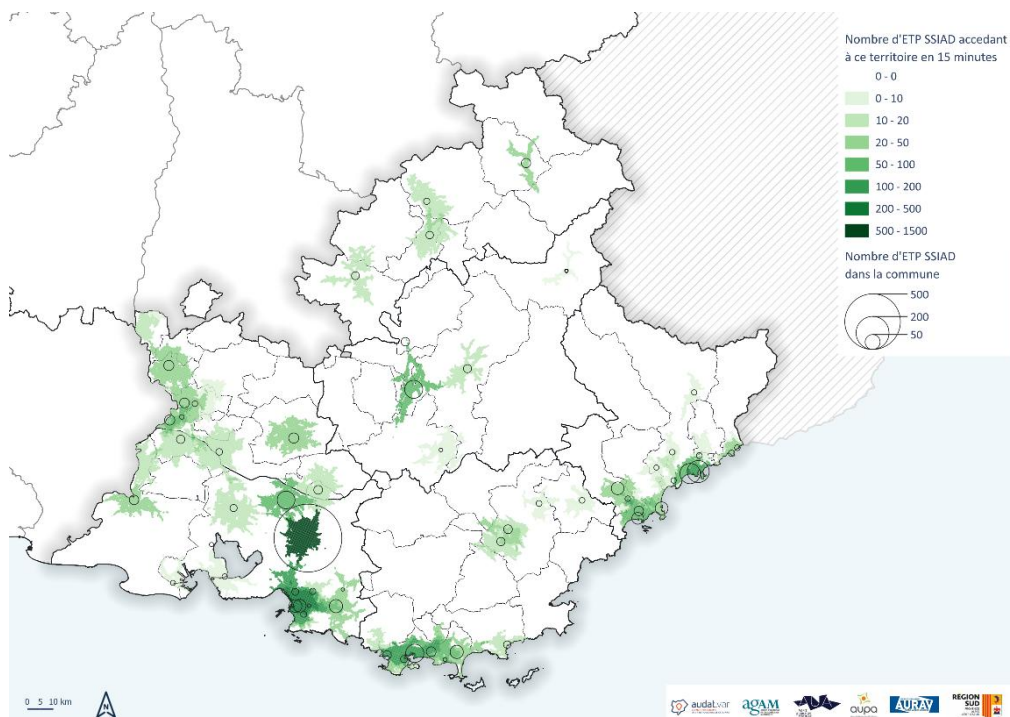 Nombre d'ETP SSIAD accedant
à ce territoire en 15 minutes
0 - 0
0 - 10
10 - 20
20 - 50
50 - 100
100 - 200
200 - 500
500 - 1500
Nombre d'ETP SSIAD
dans la commune
500
200
50
0 5 10 km
N
audat.var
agam
aupa
AURAV
RÉGION
SUD